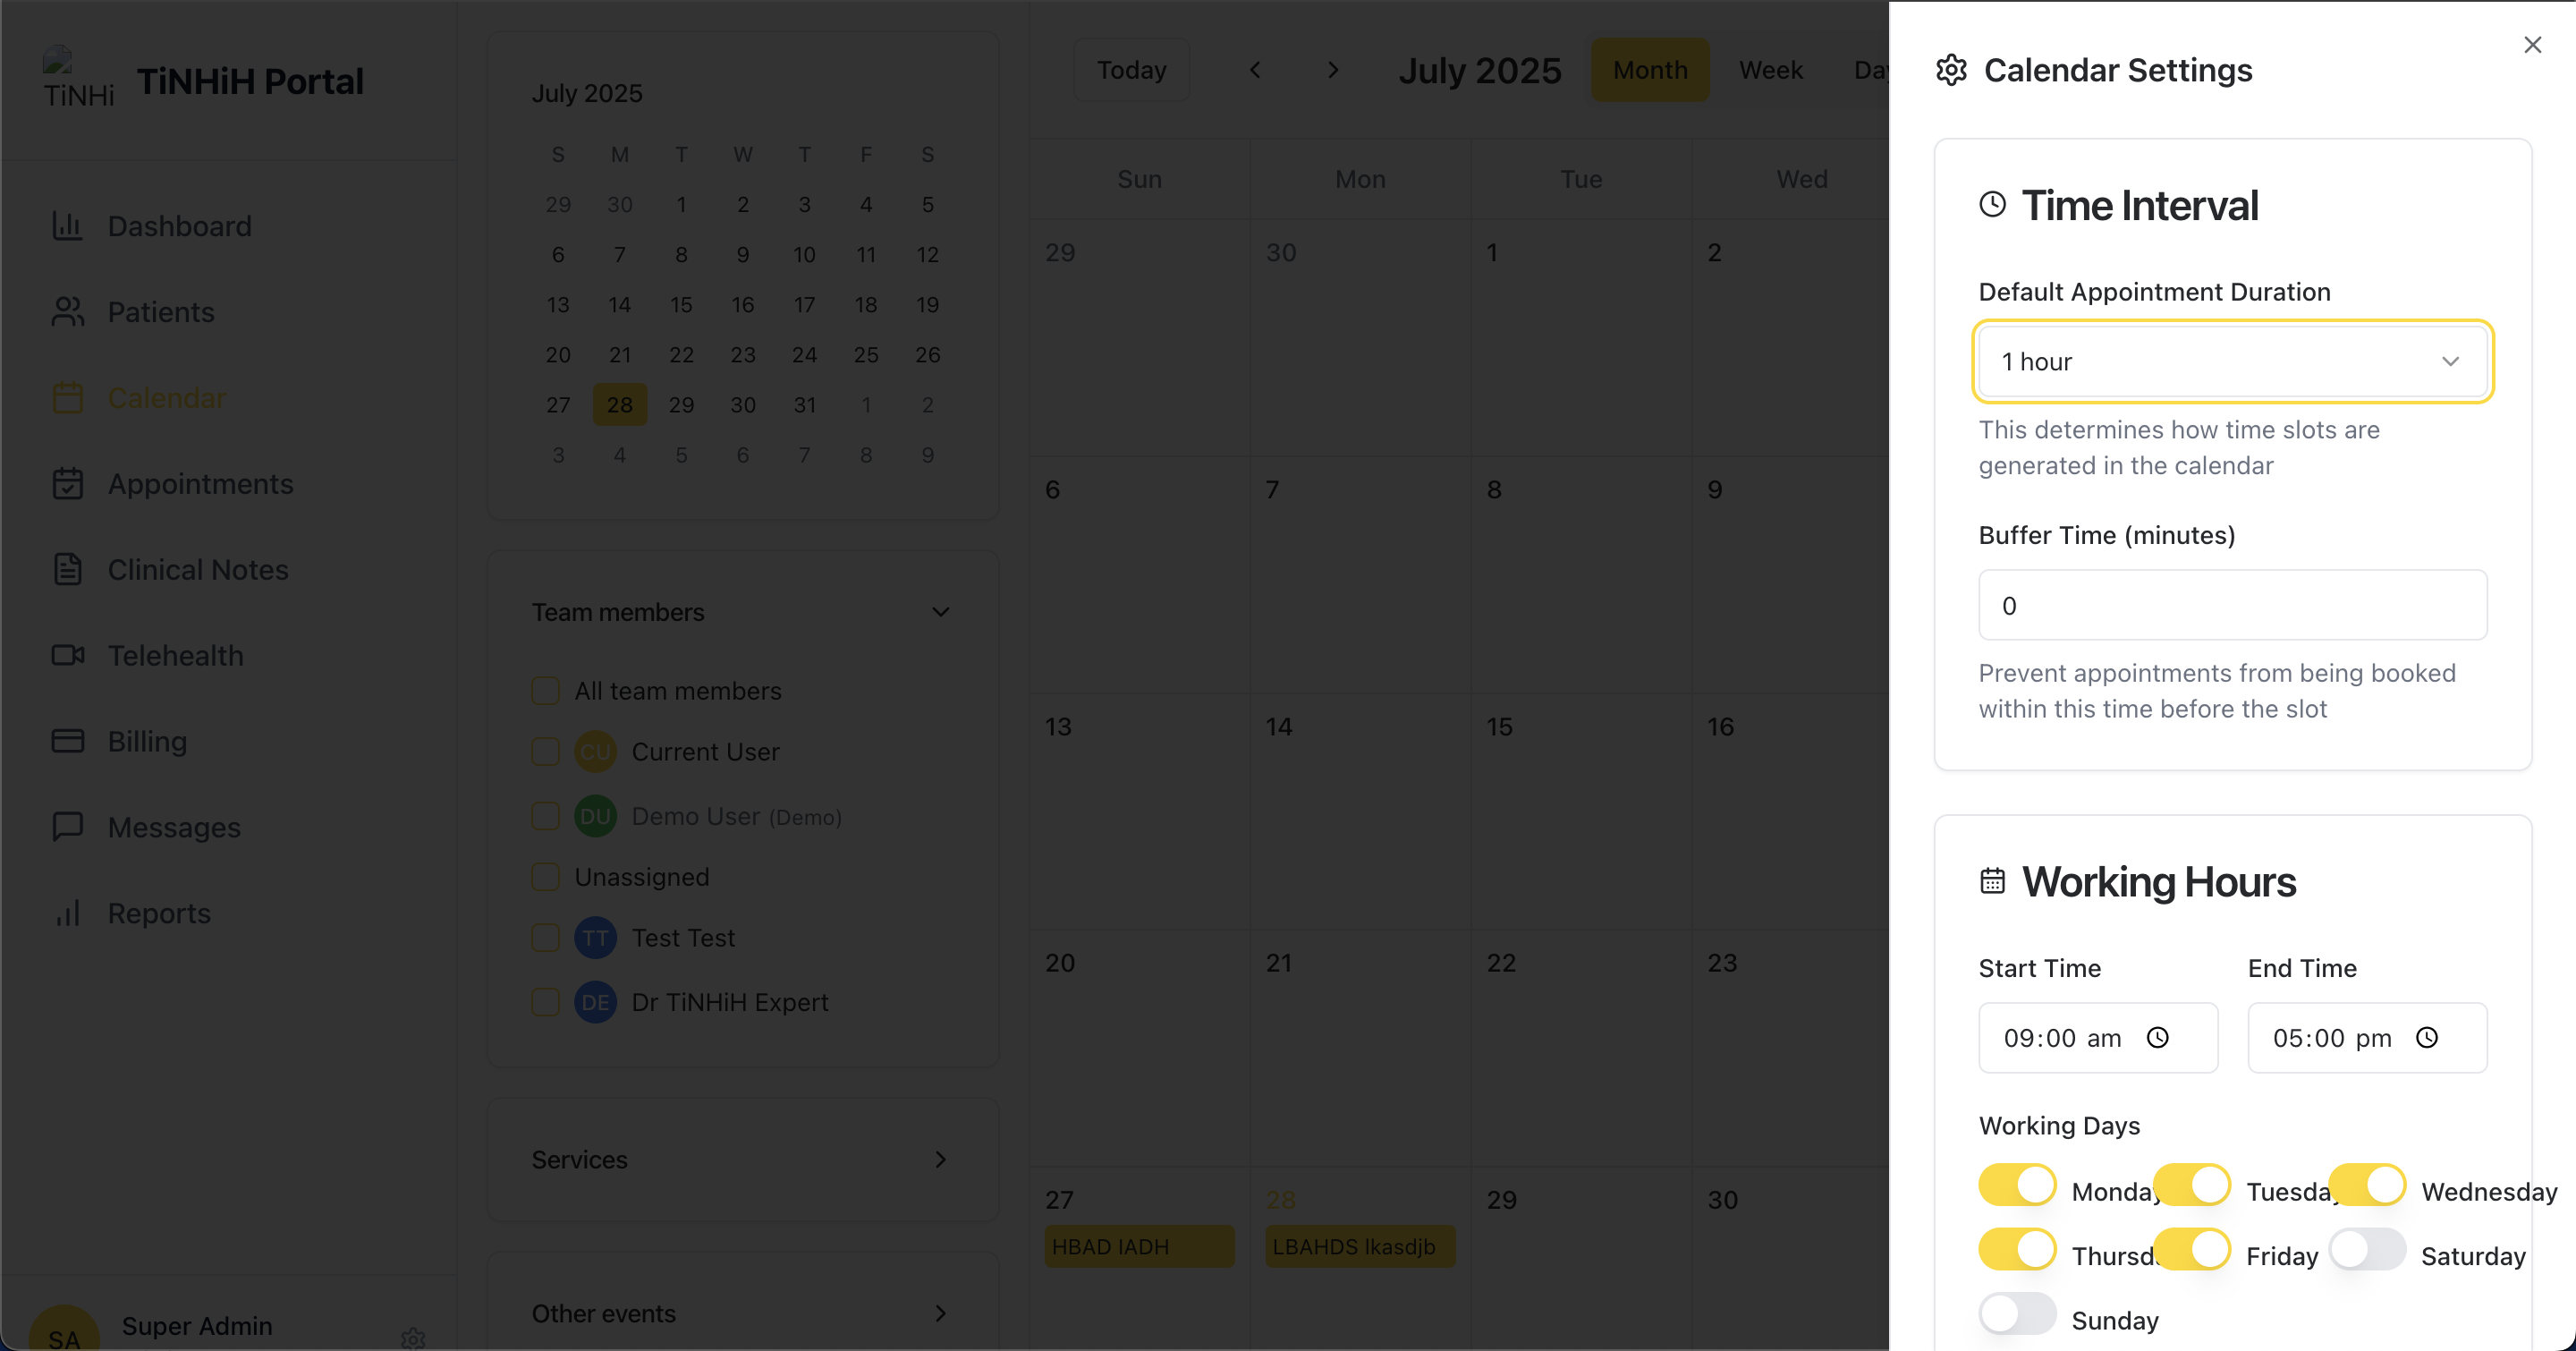 TiNHi
TiNHiH Portal
Dashboard
Patients
Calendar
Appointments
Clinical Notes
Telehealth
Billing
Messages
Reports
SA
Super Admin
July 2025
S M T W T F S
29 30 1 2 3 4 5
6 7 8 9 10 11 12
13 14 15 16 17 18 19
20 21 22 23 24 25 26
27 28 29 30 31 1 2
3 4 5 6 7 8 9
Team members
All team members
CU Current User
DU Demo User (Demo)
Unassigned
TT Test Test
DE Dr TiNHiH Expert
Services
Other events
Today
July 2025
Month Week Day
Sun Mon Tue Wed
29 30 1 2
6 7 8 9
13 14 15 16
20 21 22 23
27 28 29 30
HBAD IADH LBAHDS lkasdjb
Calendar Settings
Time Interval
Default Appointment Duration
1 hour
This determines how time slots are
generated in the calendar
Buffer Time (minutes)
0
Prevent appointments from being booked
within this time before the slot
Working Hours
Start Time End Time
09:00 am 05:00 pm
Working Days
Monday Tuesday Wednesday
Thursd Friday Saturday
Sunday